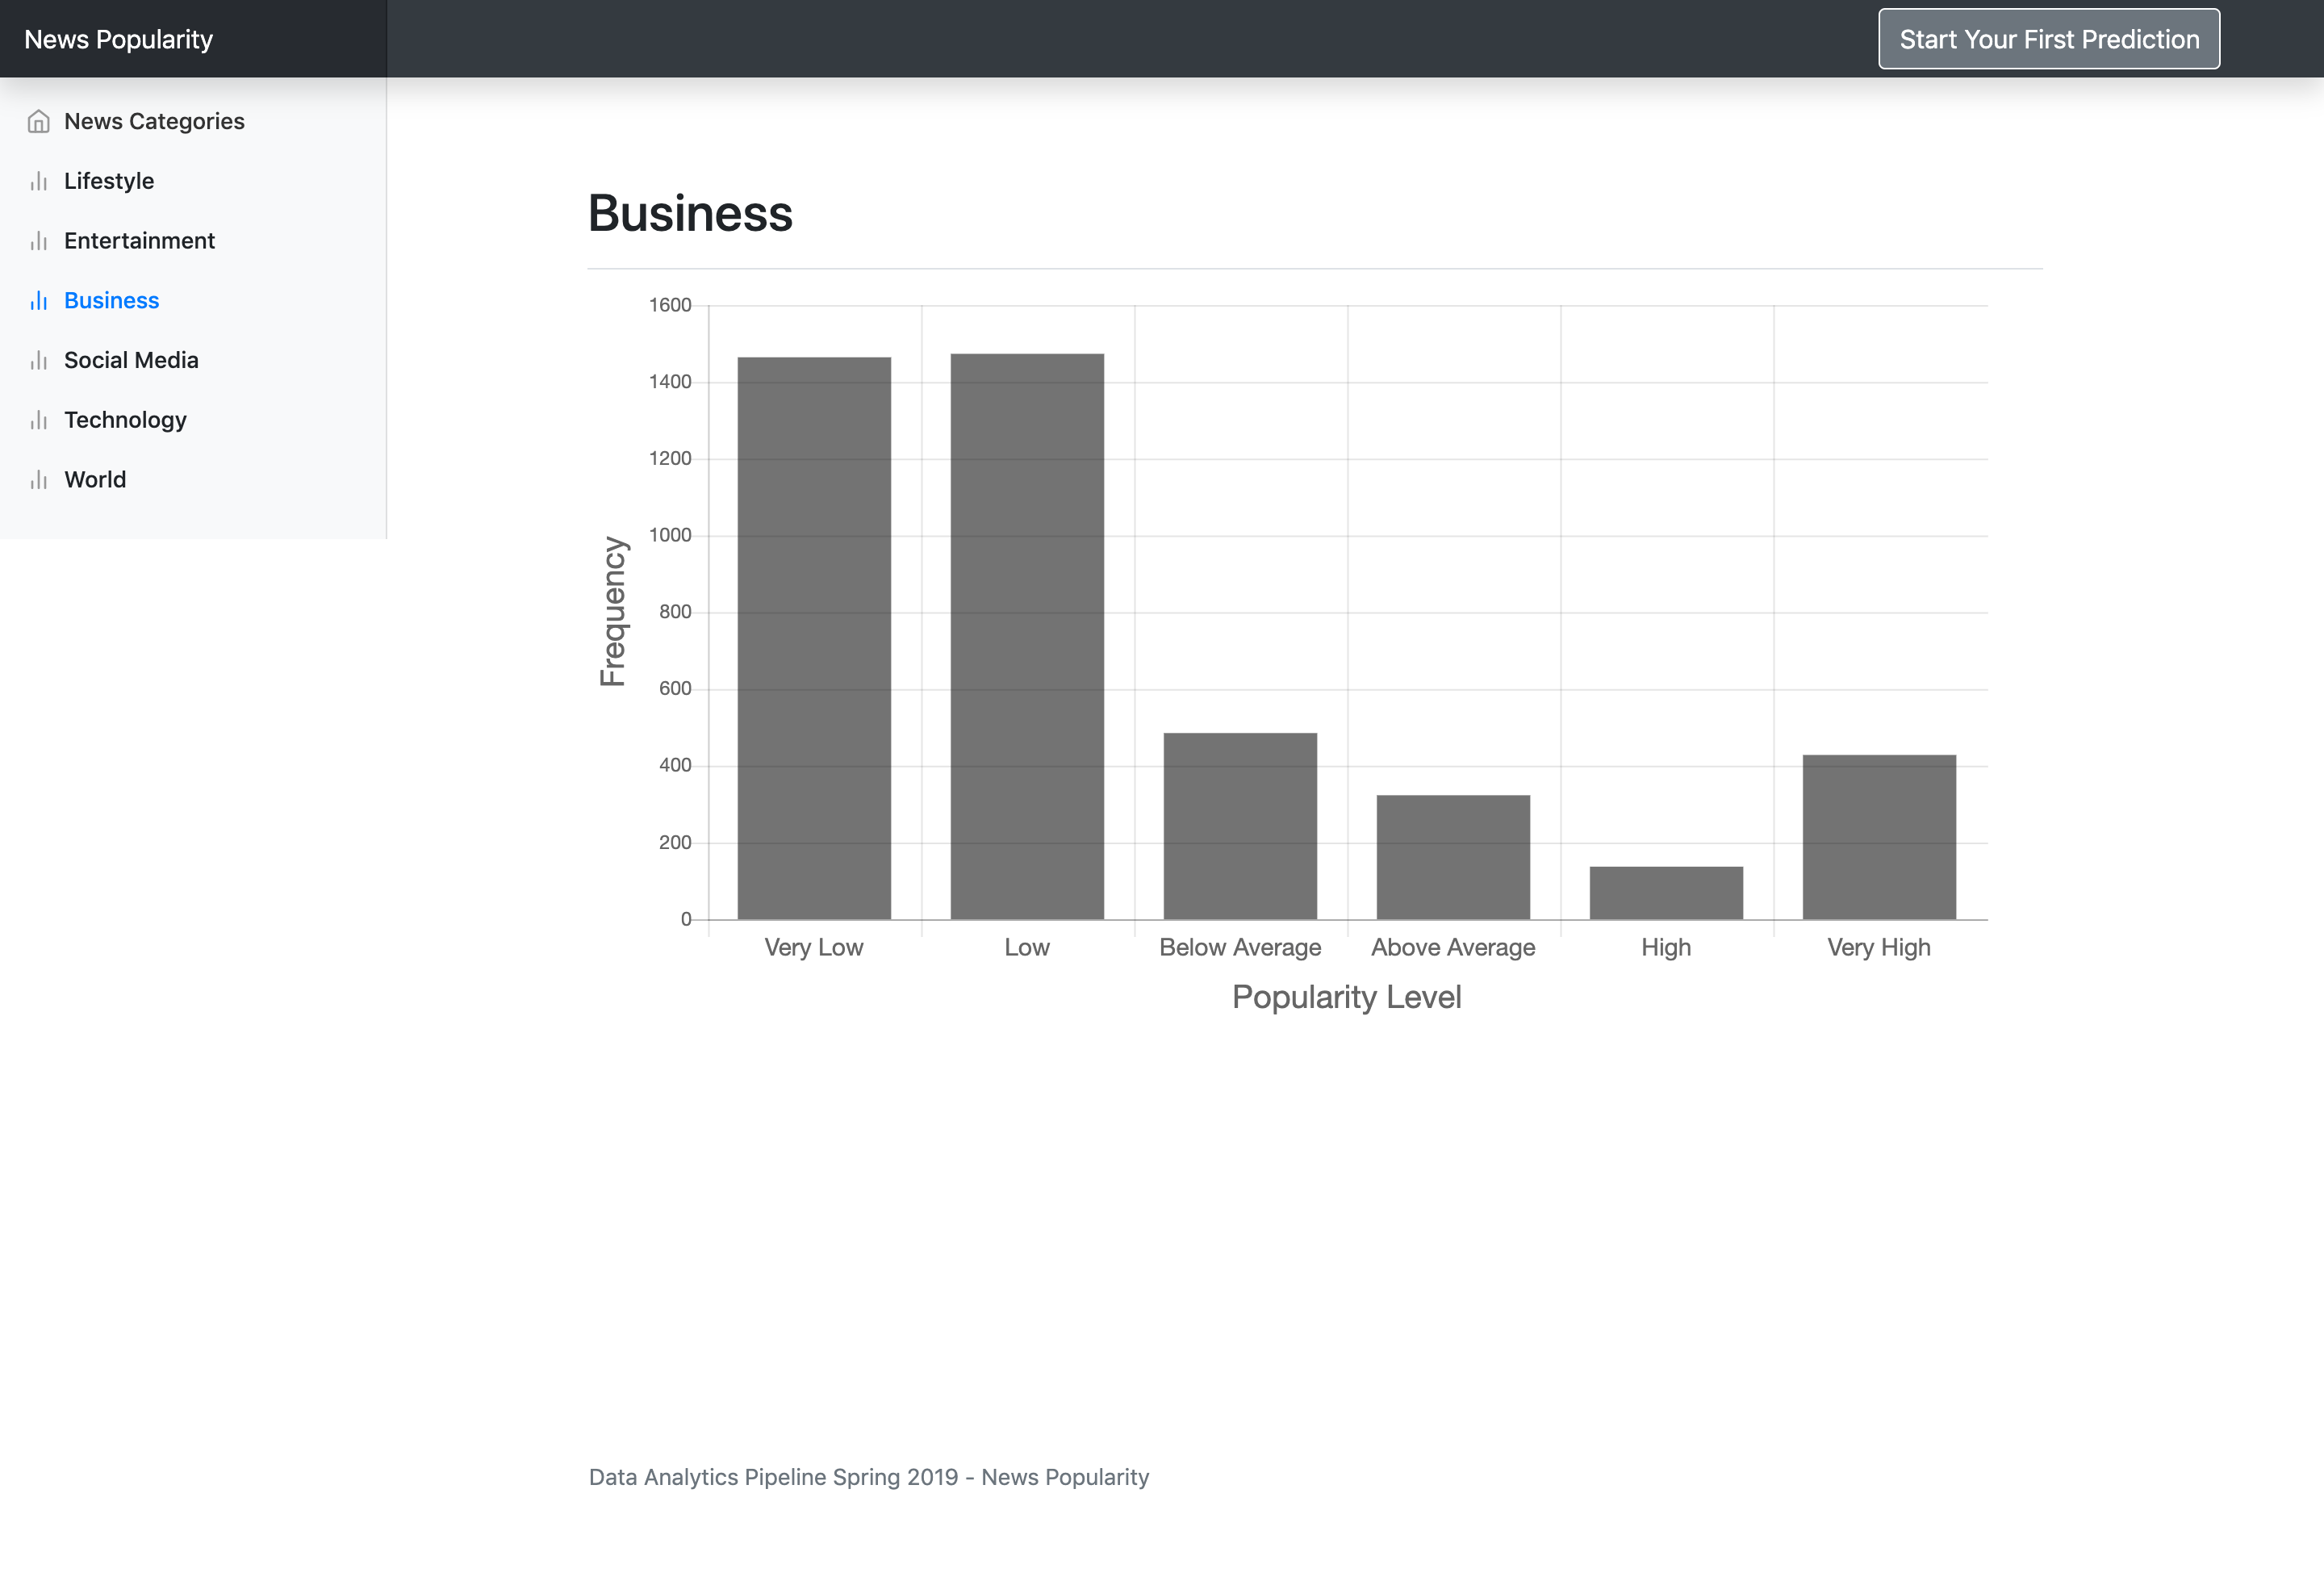 News Popularity
Start Your First Prediction
News Categories
Lifestyle
Entertainment
Business
Social Media
Technology
World
Business
1600
1400
1200
1000
800
600
400
200
0
Frequency
Very Low
Low
Below Average
Above Average
High
Very High
Popularity Level
Data Analytics Pipeline Spring 2019 - News Popularity